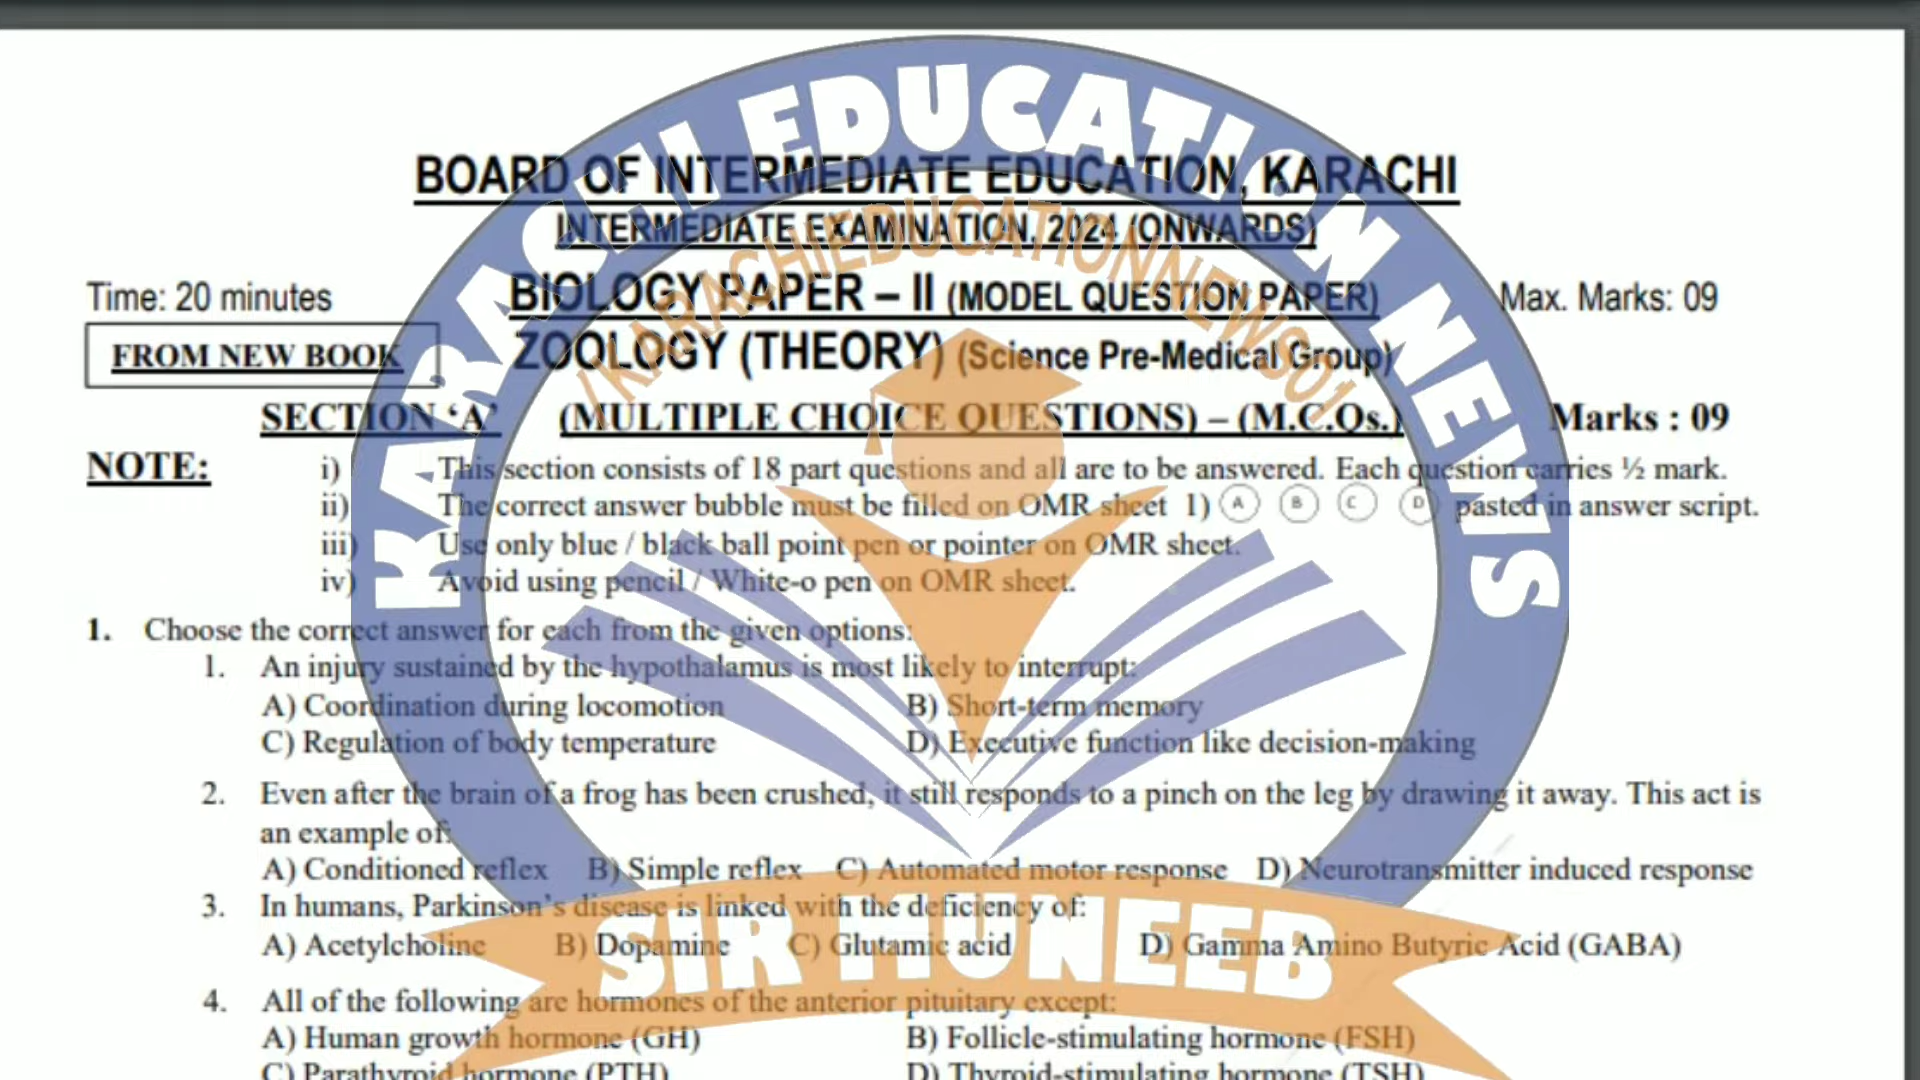 KARACHI EDUCATION NEWS
/KARACHIEDUCATIONNEWS01
BOARD OF INTERMEDIATE EDUCATION, KARACHI
INTERMEDIATE EXAMINATION, 2024 (ONWARDS)
Time: 20 minutes BIOLOGY PAPER – II (MODEL QUESTION PAPER) Max. Marks: 09
FROM NEW BOOK ZOOLOGY (THEORY) (Science Pre-Medical Group)
SECTION ‘A’ (MULTIPLE CHOICE QUESTIONS) – (M.C.Qs.) Marks : 09
NOTE: i) This section consists of 18 part questions and all are to be answered. Each question carries ½ mark.
ii) The correct answer bubble must be filled on OMR sheet 1) A B C D pasted in answer script.
iii) Use only blue / black ball point pen or pointer on OMR sheet.
iv) Avoid using pencil / White-o pen on OMR sheet.
1. Choose the correct answer for each from the given options:
1. An injury sustained by the hypothalamus is most likely to interrupt:
A) Coordination during locomotion B) Short-term memory
C) Regulation of body temperature D) Executive function like decision-making
2. Even after the brain of a frog has been crushed, it still responds to a pinch on the leg by drawing it away. This act is
an example of:
A) Conditioned reflex B) Simple reflex C) Automated motor response D) Neurotransmitter induced response
3. In humans, Parkinson’s disease is linked with the deficiency of:
A) Acetylcholine B) Dopamine C) Glutamic acid D) Gamma Amino Butyric Acid (GABA)
SIR MUNEEB
4. All of the following are hormones of the anterior pituitary except:
A) Human growth hormone (GH) B) Follicle-stimulating hormone (FSH)
C) Parathyroid hormone (PTH) D) Thyroid-stimulating hormone (TSH)